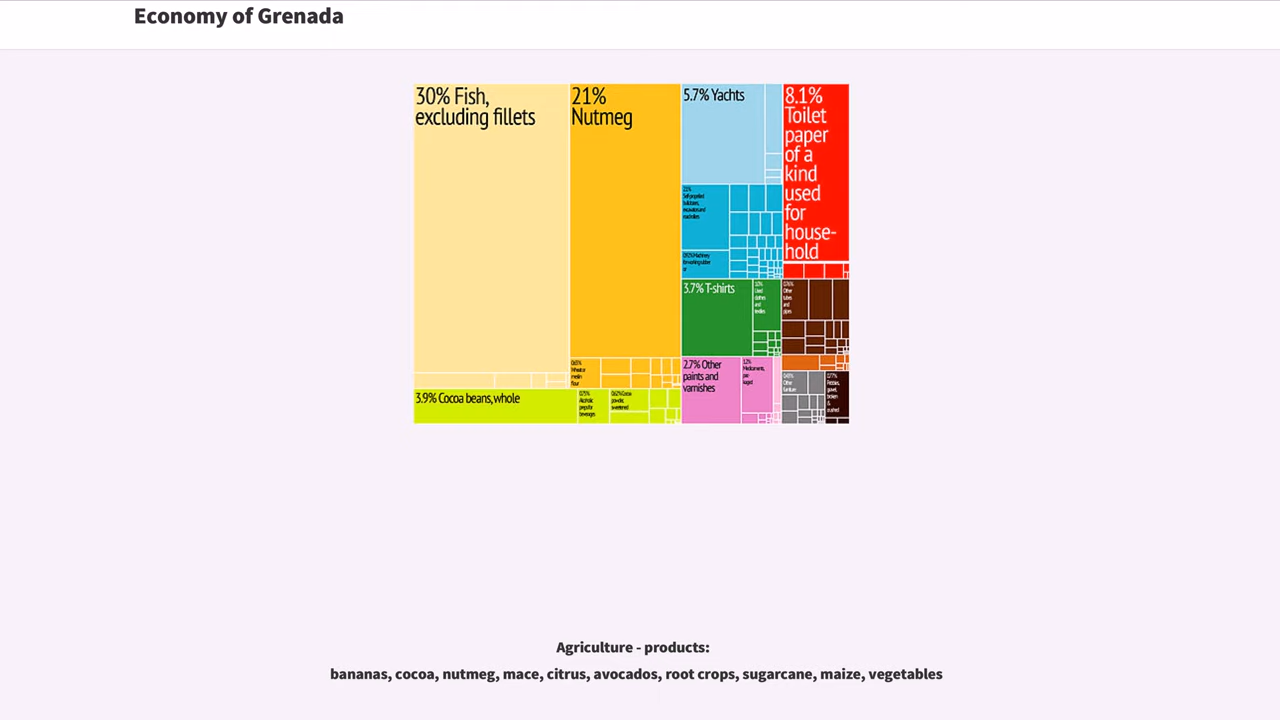 Economy of Grenada
30% Fish,
excluding fillets
21%
Nutmeg
5.7% Yachts
8.1%
Toilet
paper
of a
kind
used
for
house-
hold
3.7% T-shirts
2.7% Other
paints and
varnishes
3.9% Cocoa beans, whole
Agriculture - products:
bananas, cocoa, nutmeg, mace, citrus, avocados, root crops, sugarcane, maize, vegetables